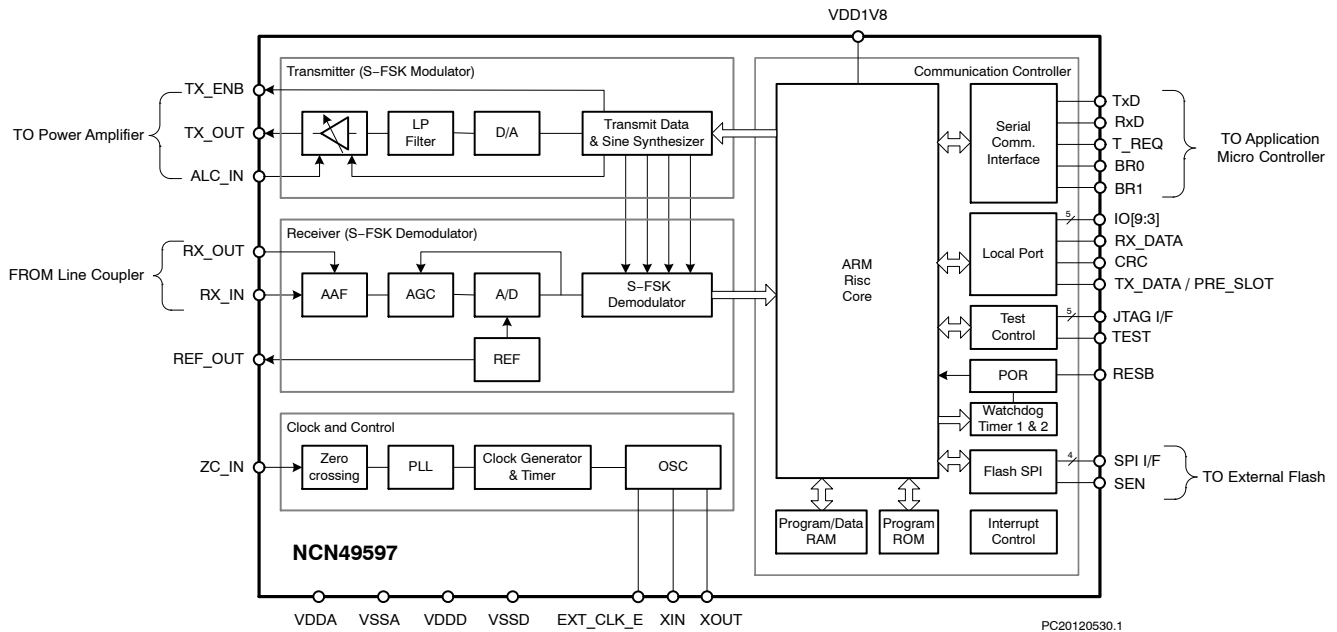 VDD1V8
Transmitter (S−FSK Modulator)
Communication Controller
TX_ENB
TO Power Amplifier
TX_OUT
ALC_IN
LP
Filter
D/A
Transmit Data
& Sine Synthesizer
Serial
Comm.
Interface
TxD
RxD
T_REQ
BR0
BR1
TO Application
Micro Controller
Receiver (S−FSK Demodulator)
RX_OUT
FROM Line Coupler
RX_IN
REF_OUT
AAF
AGC
A/D
S−FSK
Demodulator
REF
ARM
Risc
Core
Local Port
5
IO[9:3]
RX_DATA
CRC
TX_DATA / PRE_SLOT
Test
Control
5
JTAG I/F
TEST
POR
RESB
Watchdog
Timer 1 & 2
Clock and Control
ZC_IN
Zero
crossing
PLL
Clock Generator
& Timer
OSC
Flash SPI
4
SPI I/F
SEN
TO External Flash
Program/Data
RAM
Program
ROM
Interrupt
Control
NCN49597
VDDA
VSSA
VDDD
VSSD
EXT_CLK_E
XIN
XOUT
PC20120530.1